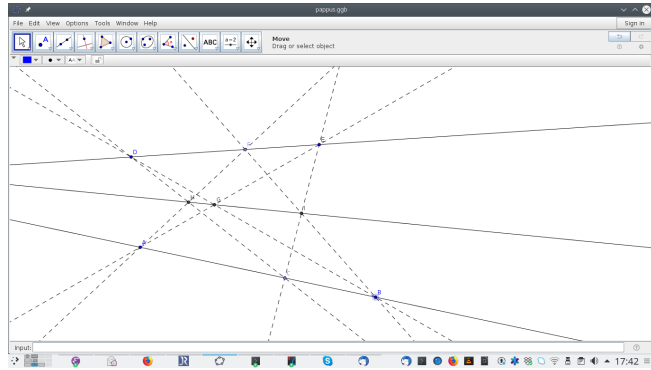 pappus.ggb
File Edit View Options Tools Window Help
Sign in
ABC
a=2
Move
Drag or select object
D
E
H
G
A
B
Input:
17:42